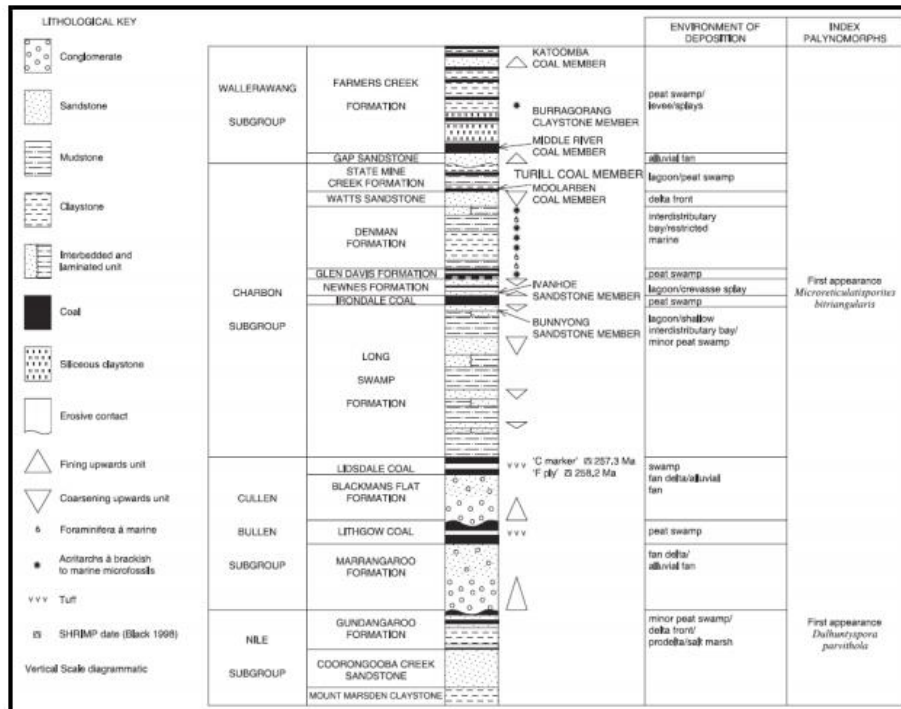 LITHOLOGICAL KEY
Conglomerate
Sandstone
Mudstone
Claystone
Interbedded and
laminated unit
Coal
Siliceous claystone
Erosive contact
Fining upwards unit
Coarsening upwards unit
Foraminifera à marine
Acritarchs à brackish
to marine microfossils
Tuff
SHRIMP date (Black 1998)
Vertical Scale diagrammatic
WALLERAWANG
SUBGROUP
CHARBON
SUBGROUP
CULLEN
BULLEN
SUBGROUP
NILE
SUBGROUP
FARMERS CREEK
FORMATION
GAP SANDSTONE
STATE MINE
CREEK FORMATION
WATTS SANDSTONE
DENMAN
FORMATION
GLEN DAVIS FORMATION
NEWNES FORMATION
IRONDALE COAL
LONG
SWAMP
FORMATION
LIDSDALE COAL
BLACKMANS FLAT
FORMATION
LITHGOW COAL
MARRANGAROO
FORMATION
GUNDANGAROO
FORMATION
COORONGOOBA CREEK
SANDSTONE
MOUNT MARSDEN CLAYSTONE
KATOOMBA
COAL MEMBER
BURRAGORANG
CLAYSTONE MEMBER
MIDDLE RIVER
COAL MEMBER
TURILL COAL MEMBER
MOOLARBEN
COAL MEMBER
IVANHOE
SANDSTONE MEMBER
BUNNYONG
SANDSTONE MEMBER
'C marker' 257.3 Ma
'F ply' 258.2 Ma
ENVIRONMENT OF
DEPOSITION
peat swamp/
levee/splays
alluvial fan
lagoon/peat swamp
delta front
interdistributary
bay/restricted
marine
peat swamp
lagoon/crevasse splay
peat swamp
lagoon/shallow
interdistributary bay/
minor peat swamp
swamp
fan delta/alluvial
fan
peat swamp
fan delta/
alluvial fan
minor peat swamp/
delta front/
prodelta/salt marsh
INDEX
PALYNOMORPHS
First appearance
Microreticulatisporites
bitriangularis
First appearance
Dulhuntyispora
parvithola